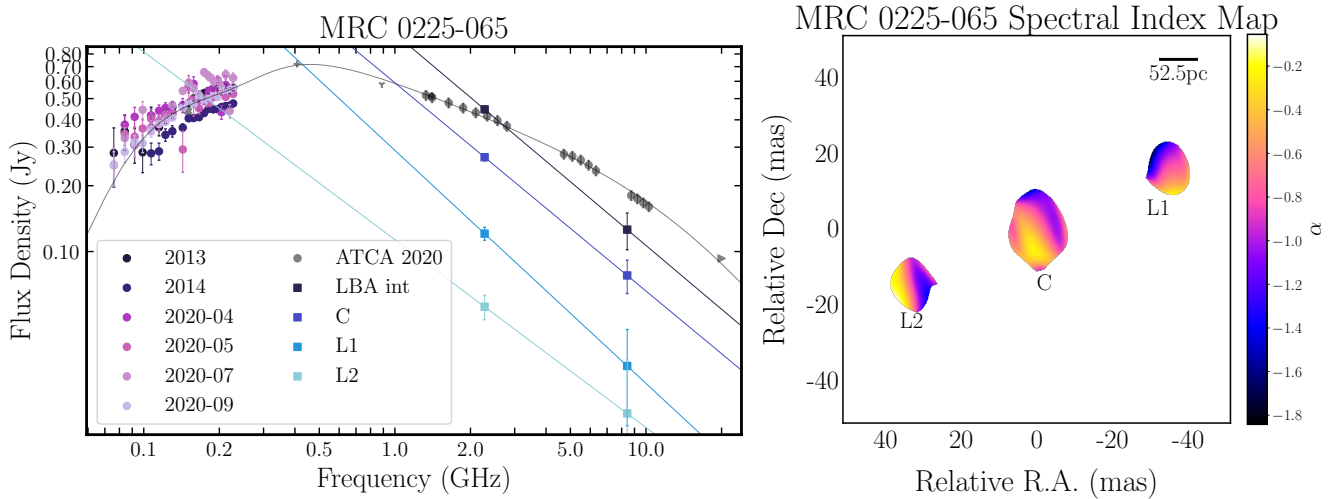 MRC 0225-065
0.80
0.70
0.60
0.50
0.40
0.30
0.20
0.10
Flux Density (Jy)
2013
2014
2020-04
2020-05
2020-07
2020-09
ATCA 2020
LBA int
C
L1
L2
0.1 0.2 0.5 1.0 2.0 5.0 10.0
Frequency (GHz)
MRC 0225-065 Spectral Index Map
52.5pc
L1
C
L2
40
20
0
-20
-40
Relative Dec (mas)
40 20 0 -20 -40
Relative R.A. (mas)
−0.2
−0.4
−0.6
−0.8
−1.0
−1.2
−1.4
−1.6
−1.8
α